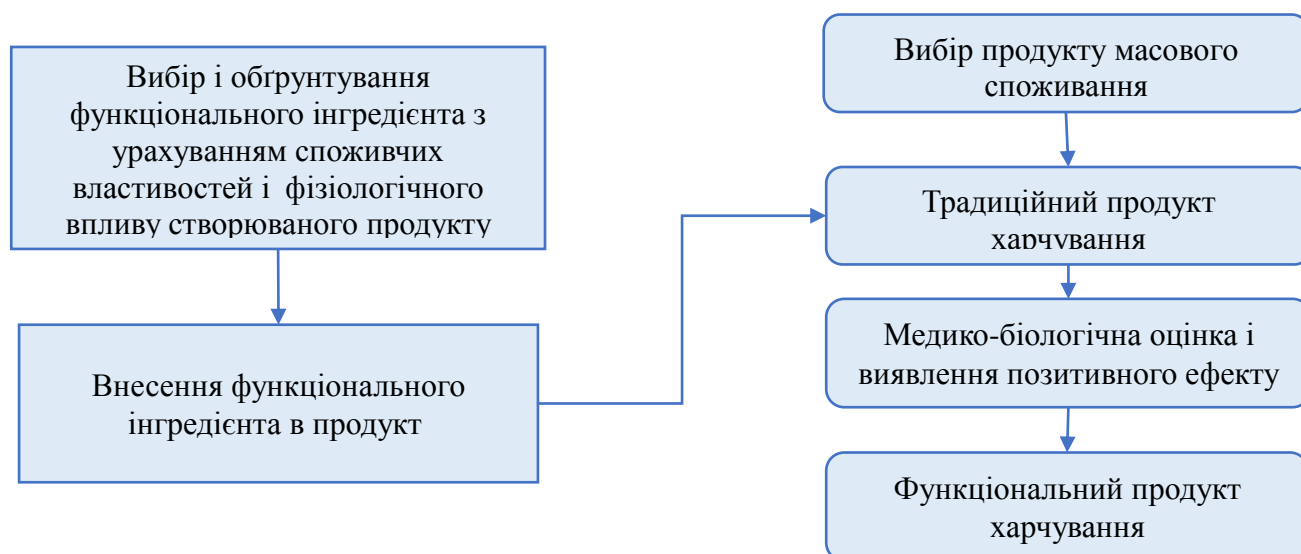 Вибір і обґрунтування
функціонального інгредієнта з
урахуванням споживчих
властивостей і фізіологічного
впливу створюваного продукту
Внесення функціонального
інгредієнта в продукт
Вибір продукту масового
споживання
Традиційний продукт
харчування
Медико-біологічна оцінка і
виявлення позитивного ефекту
Функціональний продукт
харчування